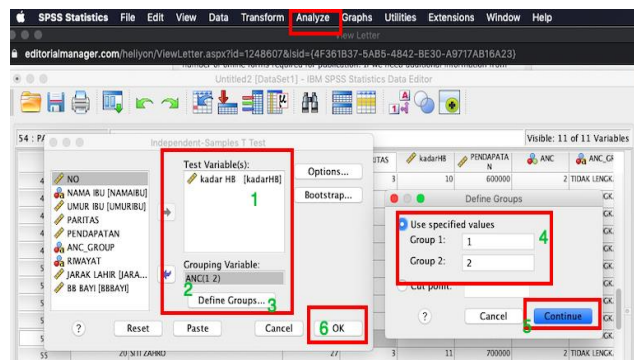 SPSS Statistics File Edit View Data Transform Analyze Graphs Utilities Extensions Window Help
View Letter
editorialmanager.com/heliyon/ViewLetter.aspx?id=1248607&lsid={4F361B37-5AB5-4842-BE30-A9717AB16A23}
Untitled2 [DataSet1] - IBM SPSS Statistics Data Editor
Visible: 11 of 11 Variables
Independent-Samples T Test
kadarHB PENDAPATA N ANC
3 10 600000 2 TIDAK LENGK.
Test Variable(s):
kadar HB [kadarHB]
1
Options...
Bootstrap...
NO
NAMA IBU [NAMAIBU]
UMUR IBU [UMURIBU]
PARITAS
PENDAPATAN
ANC_GROUP
RIWAYAT
JARAK LAHIR [JARA...
BB BAYI [BBBAYI]
Grouping Variable:
ANC(1 2)
2
Define Groups...
3
? Reset Paste Cancel 6 OK
Define Groups
Use specified values
Group 1: 1
Group 2: 2
4
Cut point:
? Cancel Continue
5
20 SITI ZAHRO 27 3 11 700000 2 TIDAK LENGK.